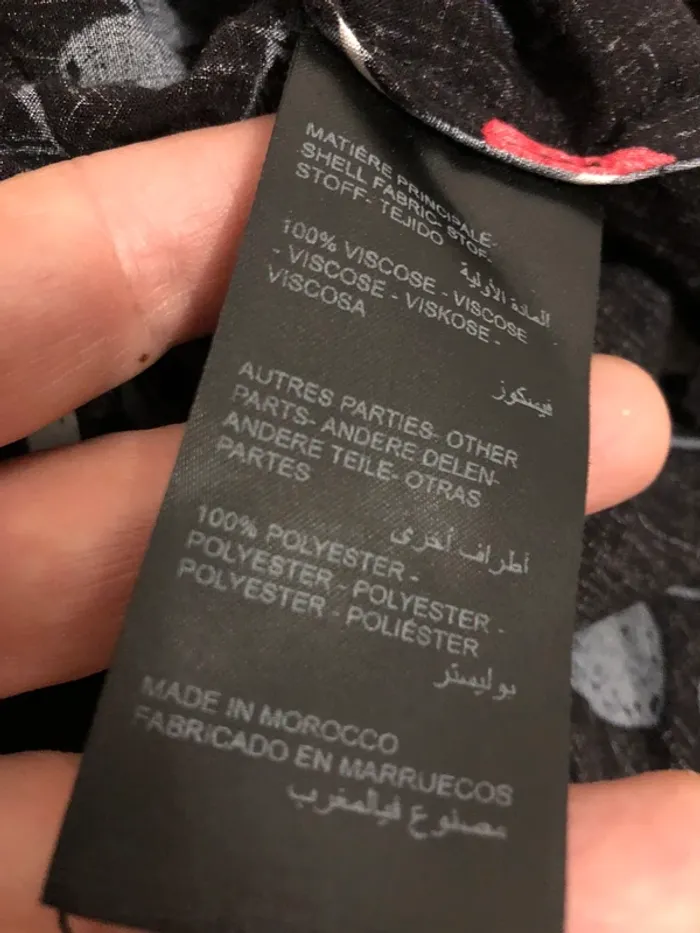 MATIÈRE PRINCIPALE-
SHELL FABRIC- STOF-
STOFF- TEJIDO
المادة الأولية
100% VISCOSE - VISCOSE
- VISCOSE - VISKOSE -
VISCOSA
فيسكوز
AUTRES PARTIES- OTHER
PARTS- ANDERE DELEN-
ANDERE TEILE- OTRAS
PARTES
أطراف أخرى
100% POLYESTER -
POLYESTER - POLYESTER -
POLYESTER - POLIÉSTER
بوليستر
MADE IN MOROCCO
FABRICADO EN MARRUECOS
مصنوع فيالمغرب